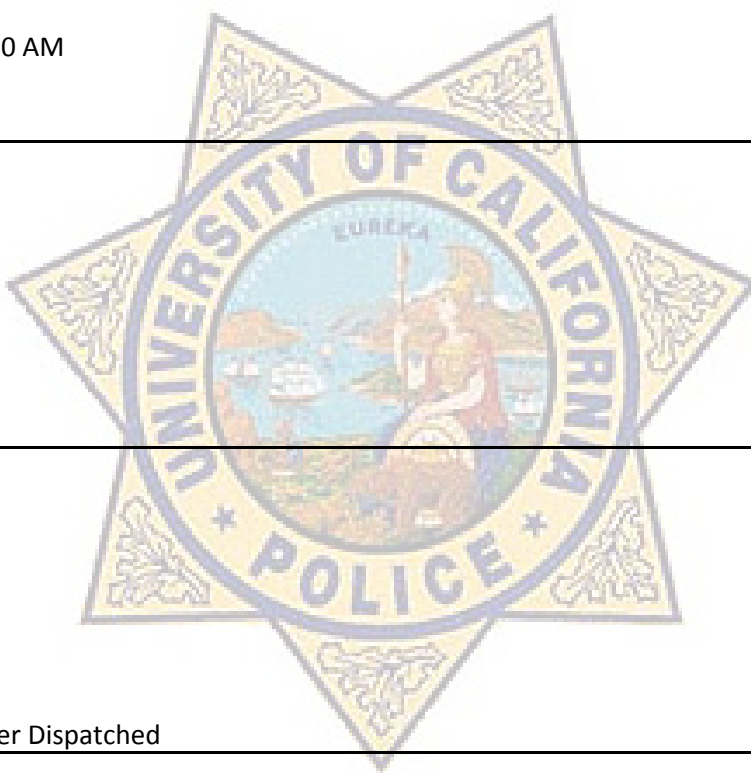 0 AM
UNIVERSITY OF CALIFORNIA
EUREKA
POLICE
er Dispatched